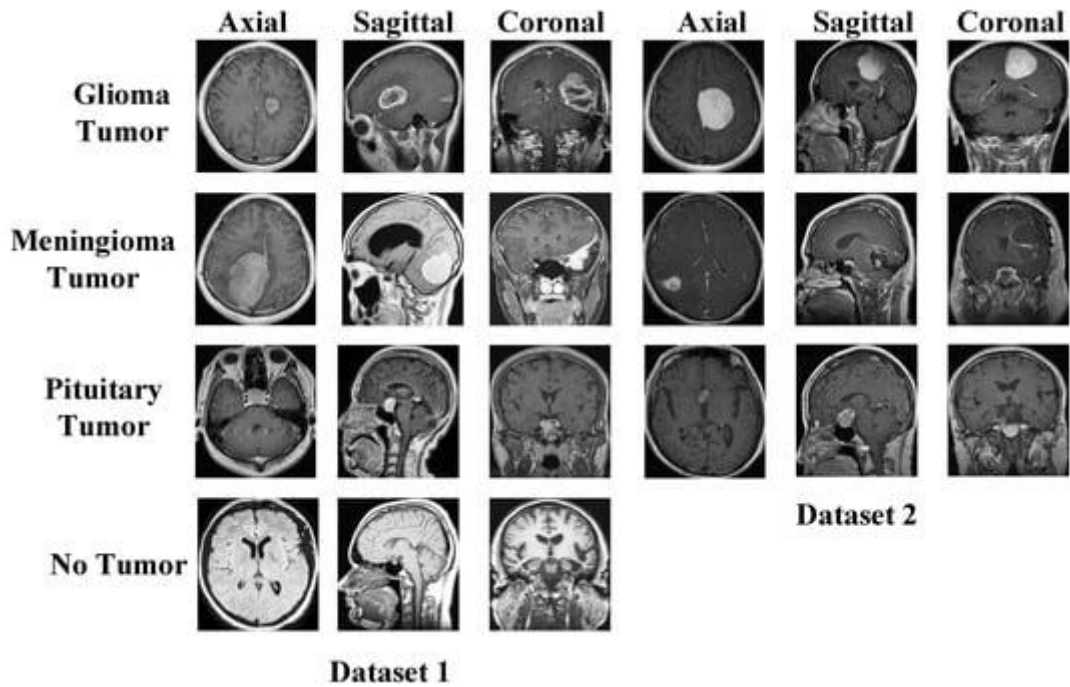 Axial Sagittal Coronal Axial Sagittal Coronal
Glioma
Tumor
Meningioma
Tumor
Pituitary
Tumor
Dataset 2
No Tumor
Dataset 1